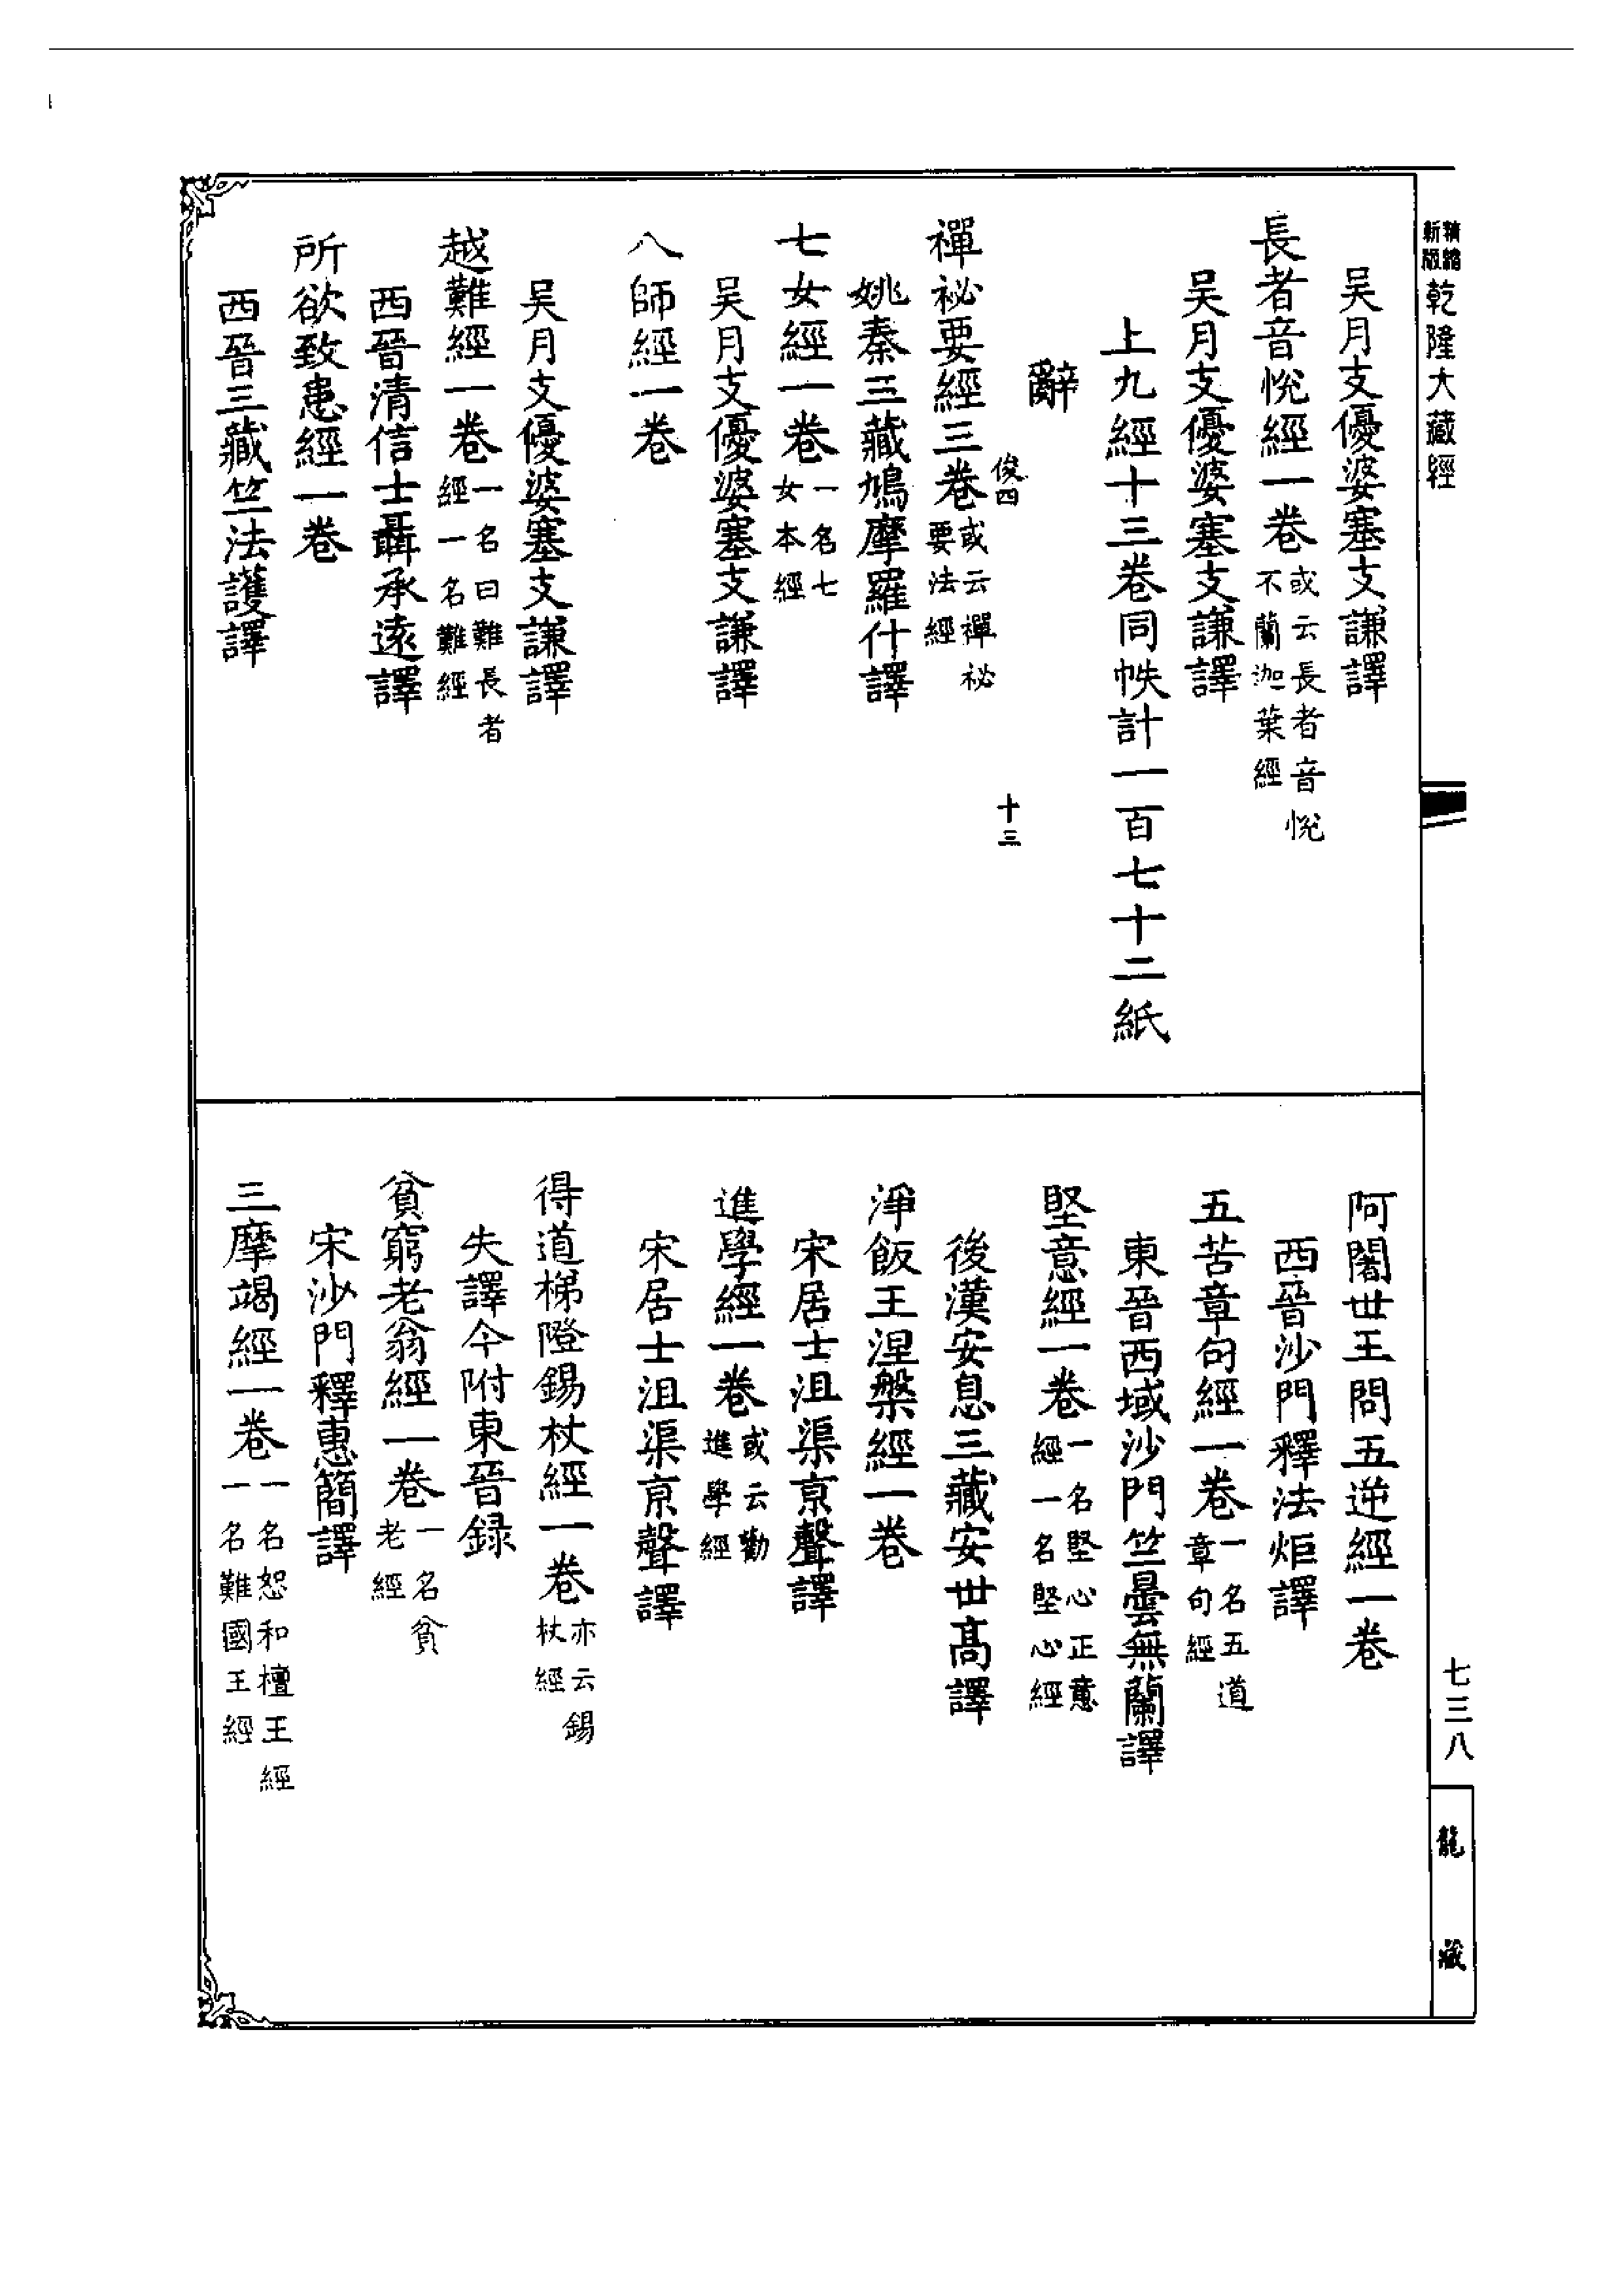 精縮新版乾隆大藏經
吳月支優婆塞支謙譯
長者音悅經一卷或云長者音悅不蘭迦葉經
吳月支優婆塞支謙譯
上九經十三卷同帙計一百七十二紙
辭
俊四 十三
禪祕要經三卷或云禪祕要法經
姚秦三藏鳩摩羅什譯
七女經一卷一名七女本經
吳月支優婆塞支謙譯
八師經一卷
吳月支優婆塞支謙譯
越難經一卷一名曰難長者經一名難經
西晉清信士聶承遠譯
所欲致患經一卷
西晉三藏竺法護譯
阿闍世王問五逆經一卷
西晉沙門釋法炬譯
五苦章句經一卷一名五道章句經
東晉西域沙門竺曇無蘭譯
堅意經一卷一名堅心正意經一名堅心經
後漢安息三藏安世高譯
淨飯王涅槃經一卷
宋居士沮渠京聲譯
進學經一卷或云勸進學經
宋居士沮渠京聲譯
得道梯隥錫杖經一卷亦云錫杖經
失譯今附東晉録
貧窮老翁經一卷一名貧老經
宋沙門釋惠簡譯
三摩竭經一卷一名恕和檀王經一名難國王經
七三八
龍藏